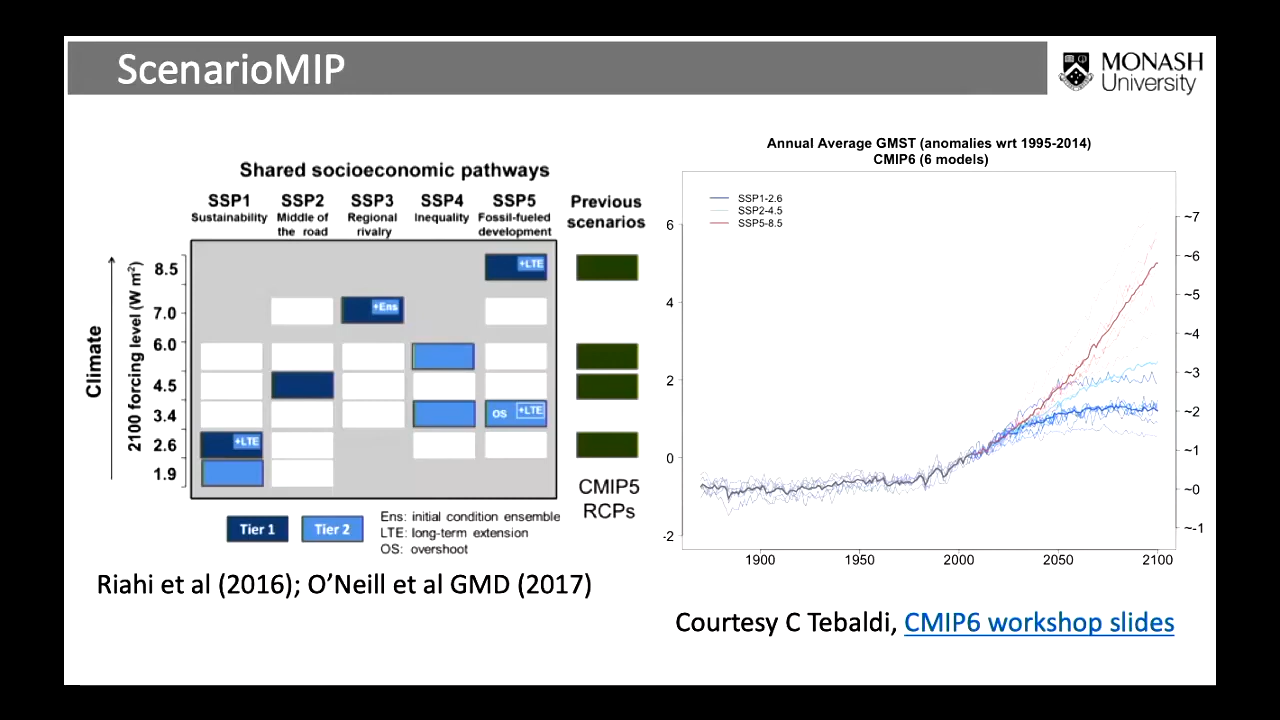 ScenarioMIP
MONASH
University
Shared socioeconomic pathways
SSP1 SSP2 SSP3 SSP4 SSP5
Sustainability Middle of the road Regional rivalry Inequality Fossil-fueled development
Previous scenarios
Climate
2100 forcing level (W m²)
8.5 +LTE
7.0 +Ens
6.0
4.5
3.4 OS +LTE
2.6 +LTE
1.9
CMIP5
RCPs
Tier 1 Tier 2
Ens: initial condition ensemble
LTE: long-term extension
OS: overshoot
Riahi et al (2016); O’Neill et al GMD (2017)
Annual Average GMST (anomalies wrt 1995-2014)
CMIP6 (6 models)
SSP1-2.6
SSP2-4.5
SSP5-8.5
6
4
2
0
-2
~7
~6
~5
~4
~3
~2
~1
~0
~-1
1900 1950 2000 2050 2100
Courtesy C Tebaldi, CMIP6 workshop slides